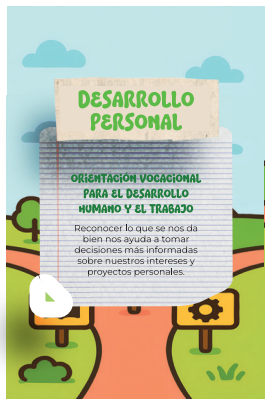 DESARROLLO
PERSONAL
ORIENTACIÓN VOCACIONAL
PARA EL DESARROLLO
HUMANO Y EL TRABAJO
Reconocer lo que se nos da
bien nos ayuda a tomar
decisiones más informadas
sobre nuestros intereses y
proyectos personales.